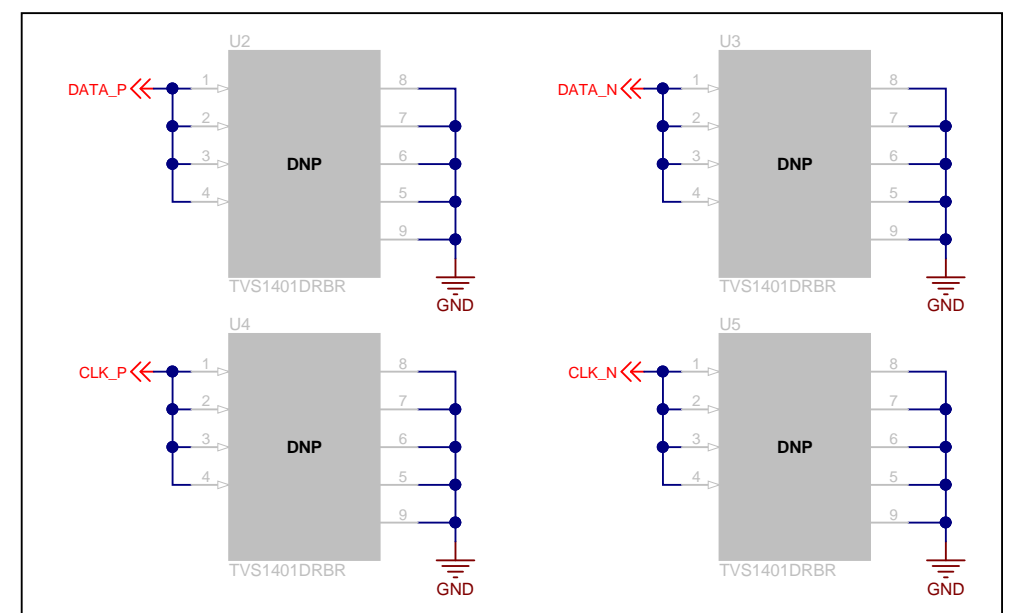 U2
DATA_P
1
2
3
4
DNP
8
7
6
5
9
TVS1401DRBR
GND
U3
DATA_N
1
2
3
4
DNP
8
7
6
5
9
TVS1401DRBR
GND
U4
CLK_P
1
2
3
4
DNP
8
7
6
5
9
TVS1401DRBR
GND
U5
CLK_N
1
2
3
4
DNP
8
7
6
5
9
TVS1401DRBR
GND